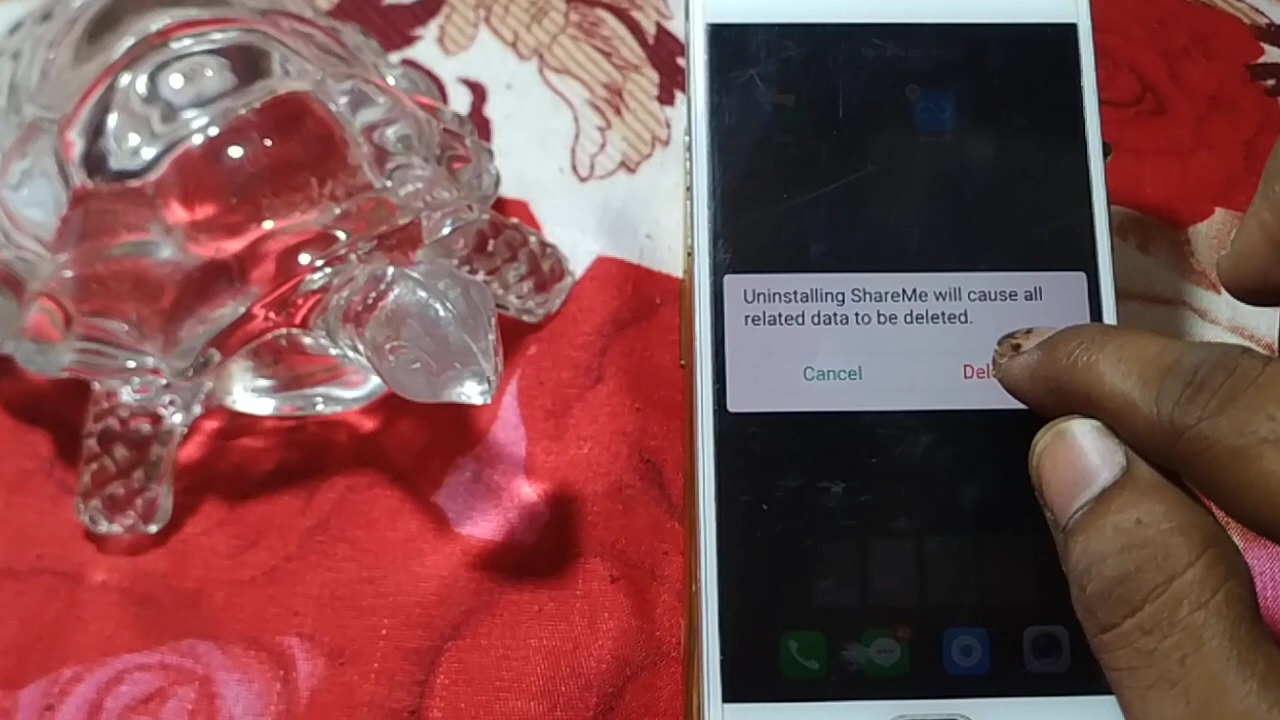 Uninstalling ShareMe will cause all
related data to be deleted.
Cancel